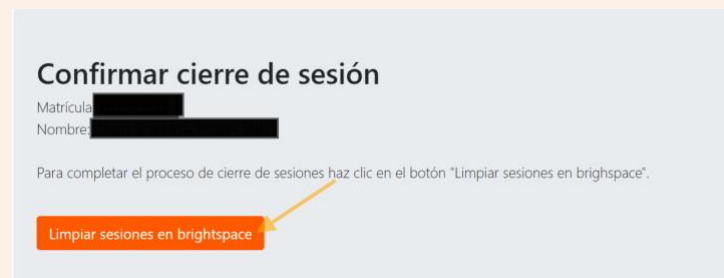 Confirmar cierre de sesión
Matrícula
Nombre:
Para completar el proceso de cierre de sesiones haz clic en el botón "Limpiar sesiones en brighspace".
Limpiar sesiones en brightspace